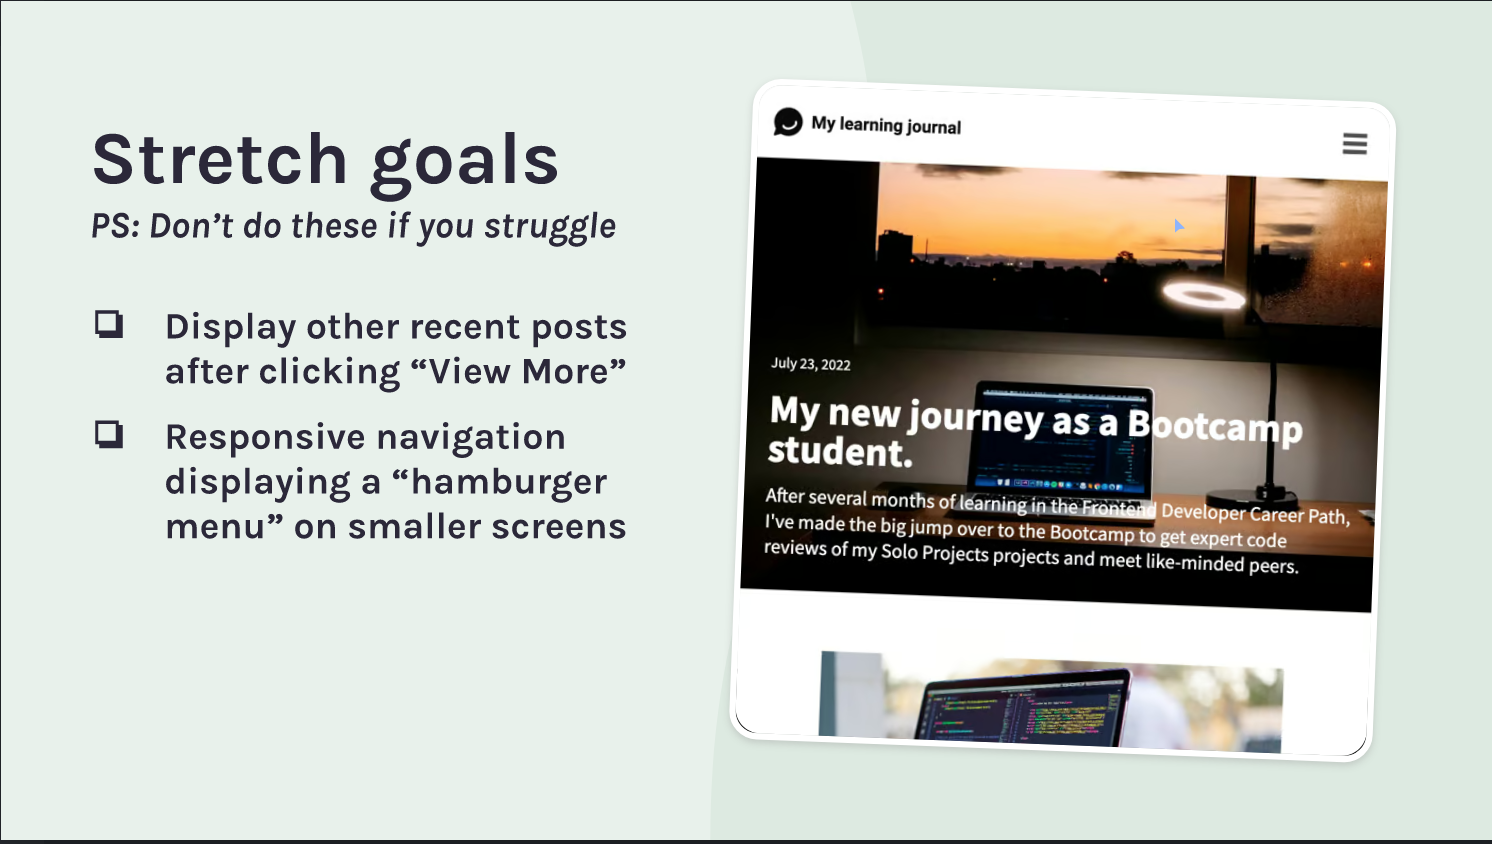 Stretch goals
PS: Don’t do these if you struggle
Display other recent posts
after clicking “View More”
Responsive navigation
displaying a “hamburger
menu” on smaller screens
My learning journal
July 23, 2022
My new journey as a Bootcamp
student.
After several months of learning in the Frontend Developer Career Path,
I've made the big jump over to the Bootcamp to get expert code
reviews of my Solo Projects projects and meet like-minded peers.